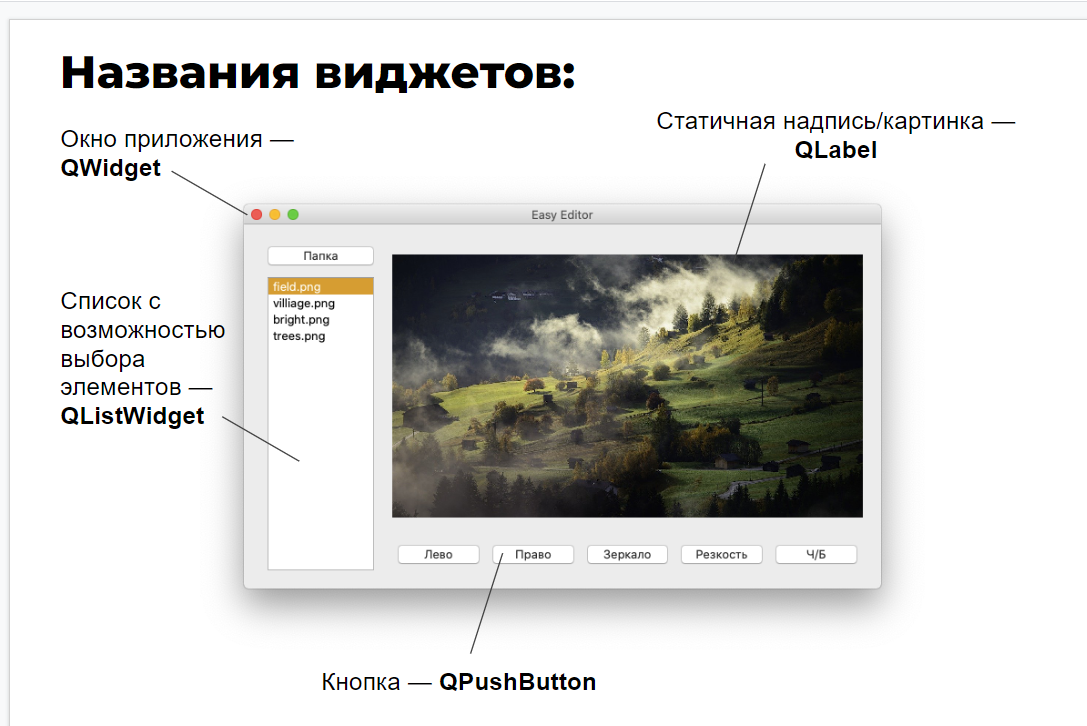 Названия виджетов:
Окно приложения —
QWidget
Статичная надпись/картинка —
QLabel
Easy Editor
Папка
field.png
villiage.png
bright.png
trees.png
Список с
возможностью
выбора
элементов —
QListWidget
Лево
Право
Зеркало
Резкость
Ч/Б
Кнопка — QPushButton